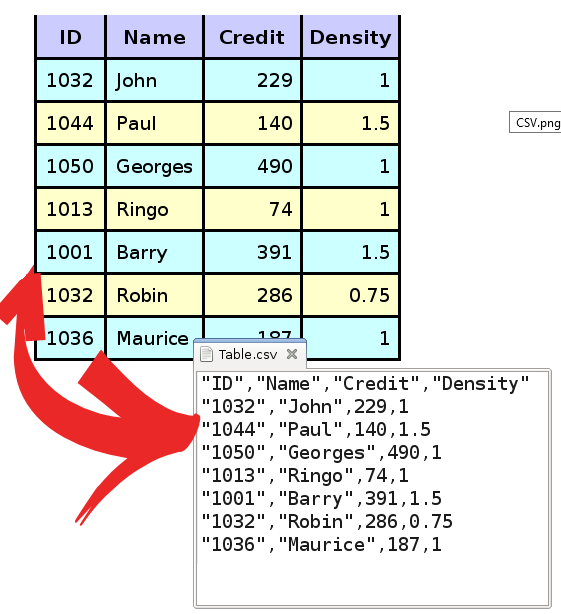 ID Name Credit Density
1032 John 229 1
1044 Paul 140 1.5
1050 Georges 490 1
1013 Ringo 74 1
1001 Barry 391 1.5
1032 Robin 286 0.75
1036 Maurice 187 1
CSV.png
Table.csv
"ID","Name","Credit","Density"
"1032","John",229,1
"1044","Paul",140,1.5
"1050","Georges",490,1
"1013","Ringo",74,1
"1001","Barry",391,1.5
"1032","Robin",286,0.75
"1036","Maurice",187,1